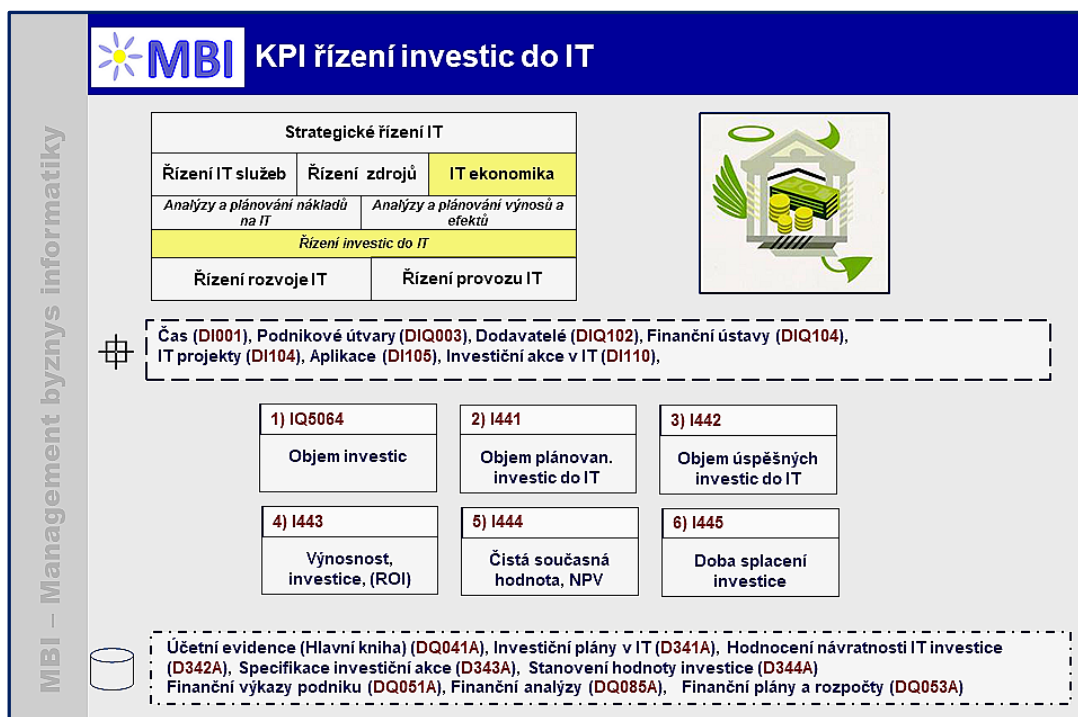 MBI
KPI řízení investic do IT
MBI – Management byznys informatiky
Strategické řízení IT
Řízení IT služeb
Řízení zdrojů
IT ekonomika
Analýzy a plánování nákladů
na IT
Analýzy a plánování výnosů a
efektů
Řízení investic do IT
Řízení rozvoje IT
Řízení provozu IT
Čas (DI001), Podnikové útvary (DIQ003), Dodavatelé (DIQ102), Finanční ústavy (DIQ104),
IT projekty (DI104), Aplikace (DI105), Investiční akce v IT (DI110),
1) IQ5064
Objem investic
2) I441
Objem plánovan.
investic do IT
3) I442
Objem úspěšných
investic do IT
4) I443
Výnosnost,
investice, (ROI)
5) I444
Čistá současná
hodnota, NPV
6) I445
Doba splacení
investice
Účetní evidence (Hlavní kniha) (DQ041A), Investiční plány v IT (D341A), Hodnocení návratnosti IT investice
(D342A), Specifikace investiční akce (D343A), Stanovení hodnoty investice (D344A)
Finanční výkazy podniku (DQ051A), Finanční analýzy (DQ085A), Finanční plány a rozpočty (DQ053A)